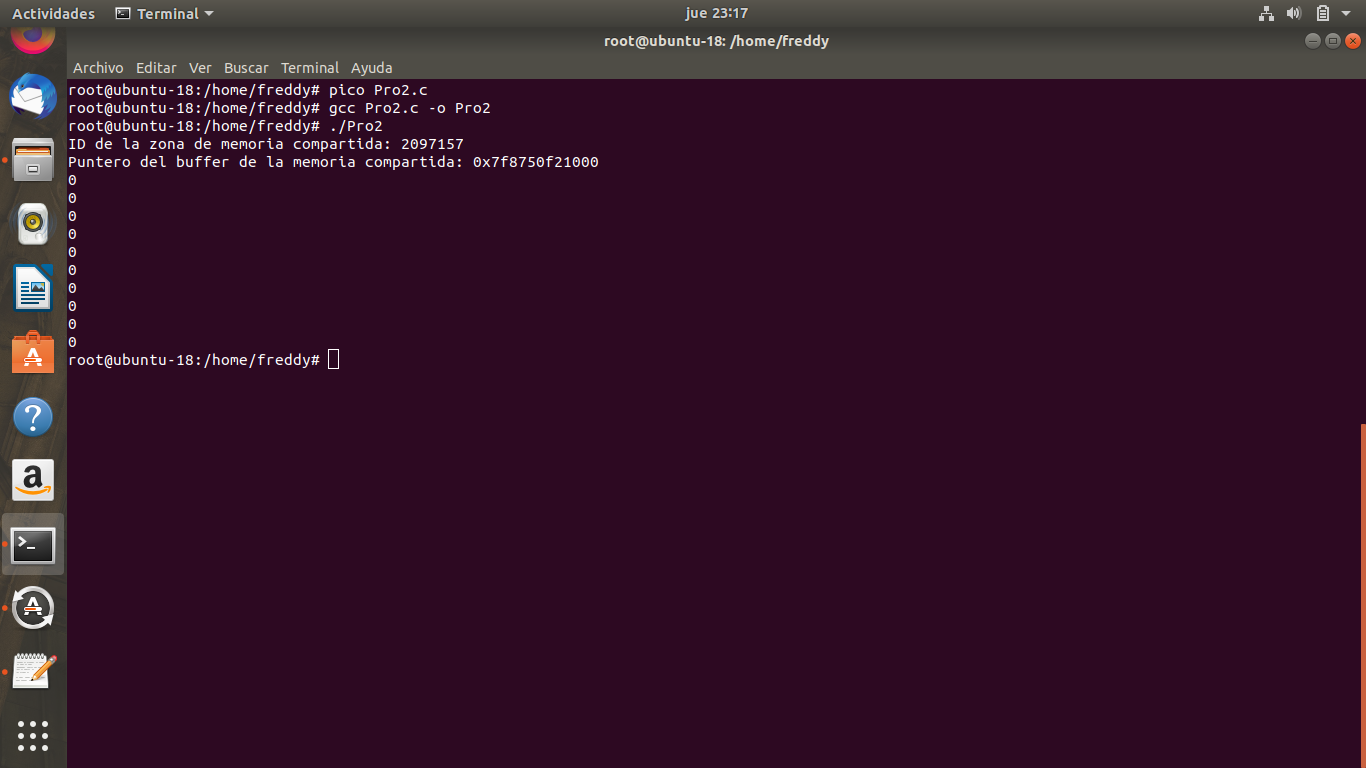 Actividades Terminal jue 23:17
root@ubuntu-18: /home/freddy
Archivo Editar Ver Buscar Terminal Ayuda
root@ubuntu-18:/home/freddy# pico Pro2.c
root@ubuntu-18:/home/freddy# gcc Pro2.c -o Pro2
root@ubuntu-18:/home/freddy# ./Pro2
ID de la zona de memoria compartida: 2097157
Puntero del buffer de la memoria compartida: 0x7f8750f21000
0
0
0
0
0
0
0
0
0
0
root@ubuntu-18:/home/freddy#